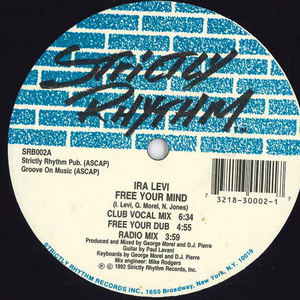 STRICTLY
RHYTHM.
SRB002A
Strictly Rhythm Pub. (ASCAP)
Groove On Music (ASCAP)
7 73218-30002-1 7
IRA LEVI
FREE YOUR MIND
(I. Levi, G. Morel, N. Jones)
CLUB VOCAL MIX 6:34
FREE YOUR DUB 4:55
RADIO MIX 3:59
Produced and Mixed by George Morel and D.J. Pierre
Guitar by Paul Lavant
Keyboards by George Morel and D.J. Pierre
Mix engineer: Mike Rodgers
© 1992 Strictly Rhythm Records, Inc.
STRICTLY RHYTHM RECORDS INC., 1650 Broadway, New York, N.Y. 10019